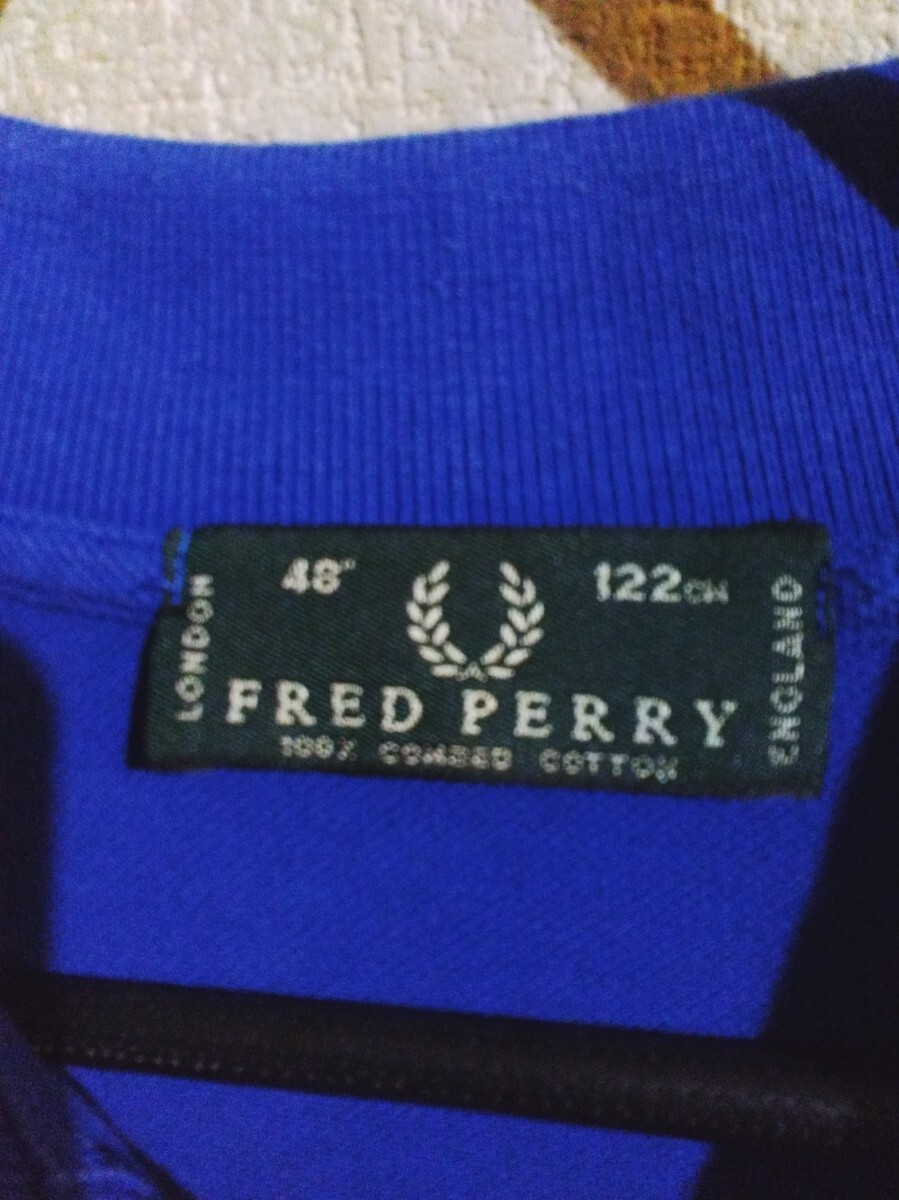 48" 122CM
LONDON
FRED PERRY
ENGLAND
100% COMBED COTTON